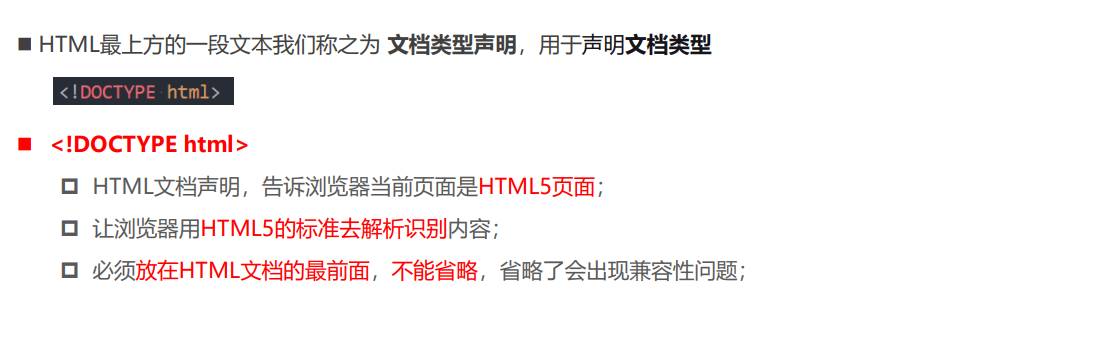 HTML最上方的一段文本我们称之为 文档类型声明，用于声明文档类型
<!DOCTYPE html>
<!DOCTYPE html>
HTML文档声明，告诉浏览器当前页面是HTML5页面；
让浏览器用HTML5的标准去解析识别内容；
必须放在HTML文档的最前面，不能省略，省略了会出现兼容性问题；